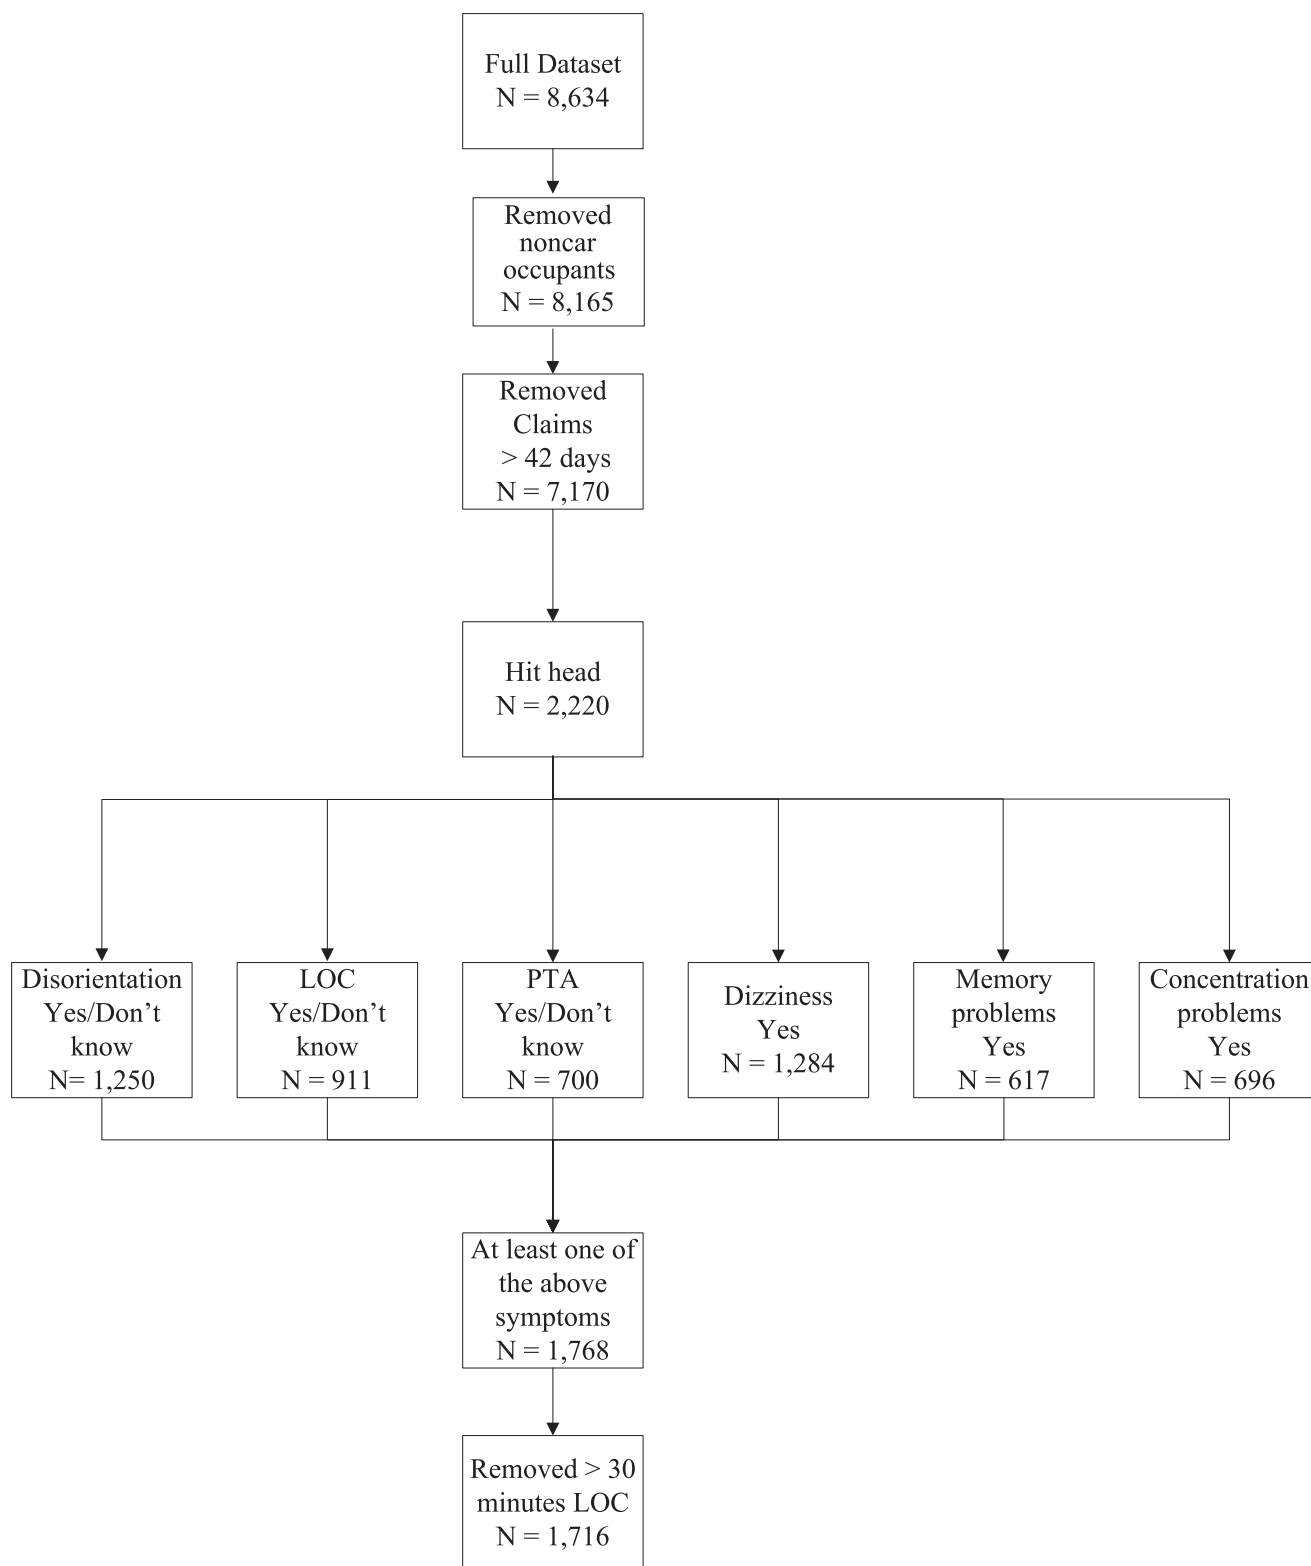 Full Dataset
N = 8,634
Removed
noncar
occupants
N = 8,165
Removed
Claims
> 42 days
N = 7,170
Hit head
N = 2,220
Disorientation
Yes/Don’t
know
N= 1,250
LOC
Yes/Don’t
know
N = 911
PTA
Yes/Don’t
know
N = 700
Dizziness
Yes
N = 1,284
Memory
problems
Yes
N = 617
Concentration
problems
Yes
N = 696
At least one of
the above
symptoms
N = 1,768
Removed > 30
minutes LOC
N = 1,716